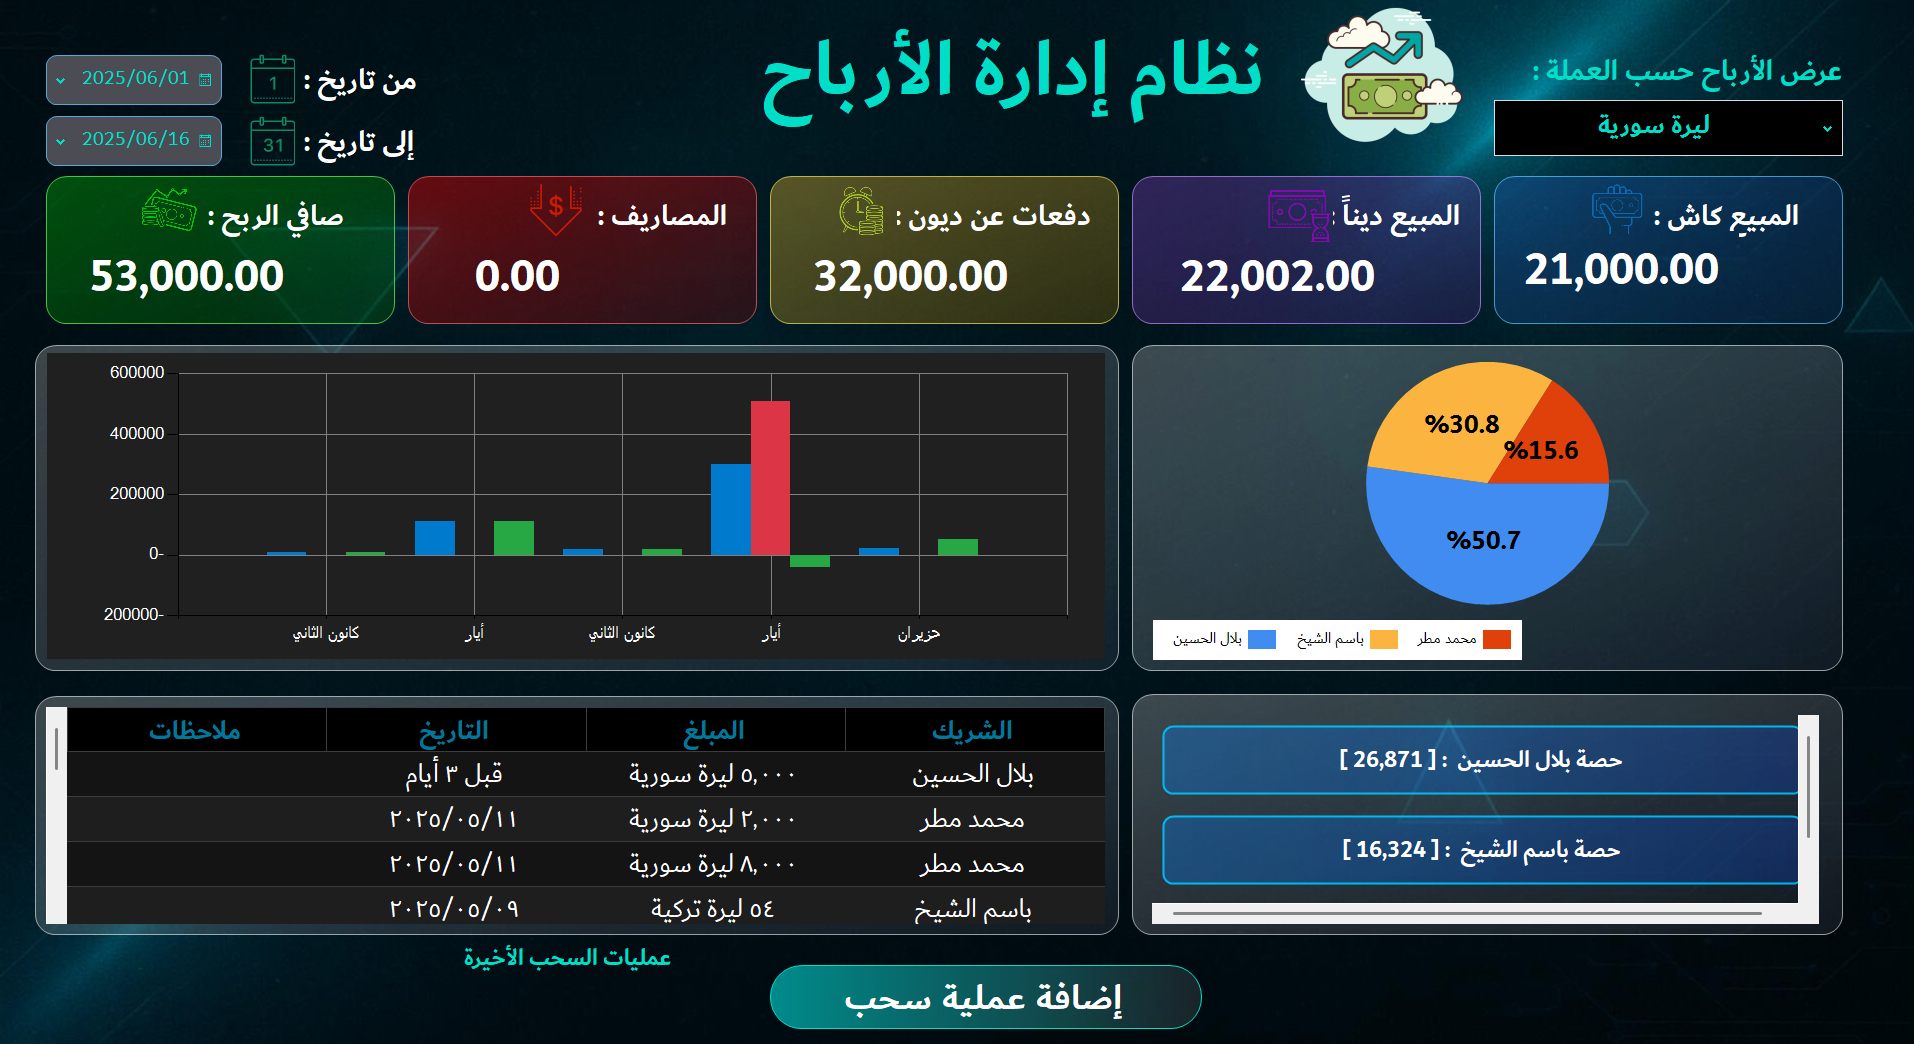 نظام إدارة الأرباح
عرض الأرباح حسب العملة :
ليرة سورية
من تاريخ :
1
2025/06/01
إلى تاريخ :
31
2025/06/16
المبيع كاش :
21,000.00
المبيع ديناً :
22,002.00
دفعات عن ديون :
32,000.00
المصاريف :
$
0.00
صافي الربح :
53,000.00
%30.8
%15.6
%50.7
محمد مطر
باسم الشيخ
بلال الحسين
600000
400000
200000
0-
200000-
كانون الثاني
أيار
كانون الثاني
أيار
حزيران
حصة بلال الحسين : [ 26,871 ]
حصة باسم الشيخ : [ 16,324 ]
الشريك المبلغ التاريخ ملاحظات
بلال الحسين ٥,٠٠٠ ليرة سورية قبل ٣ أيام
محمد مطر ٢,٠٠٠ ليرة سورية ٢٠٢٥/٠٥/١١
محمد مطر ٨,٠٠٠ ليرة سورية ٢٠٢٥/٠٥/١١
باسم الشيخ ٥٤ ليرة تركية ٢٠٢٥/٠٥/٠٩
عمليات السحب الأخيرة
إضافة عملية سحب